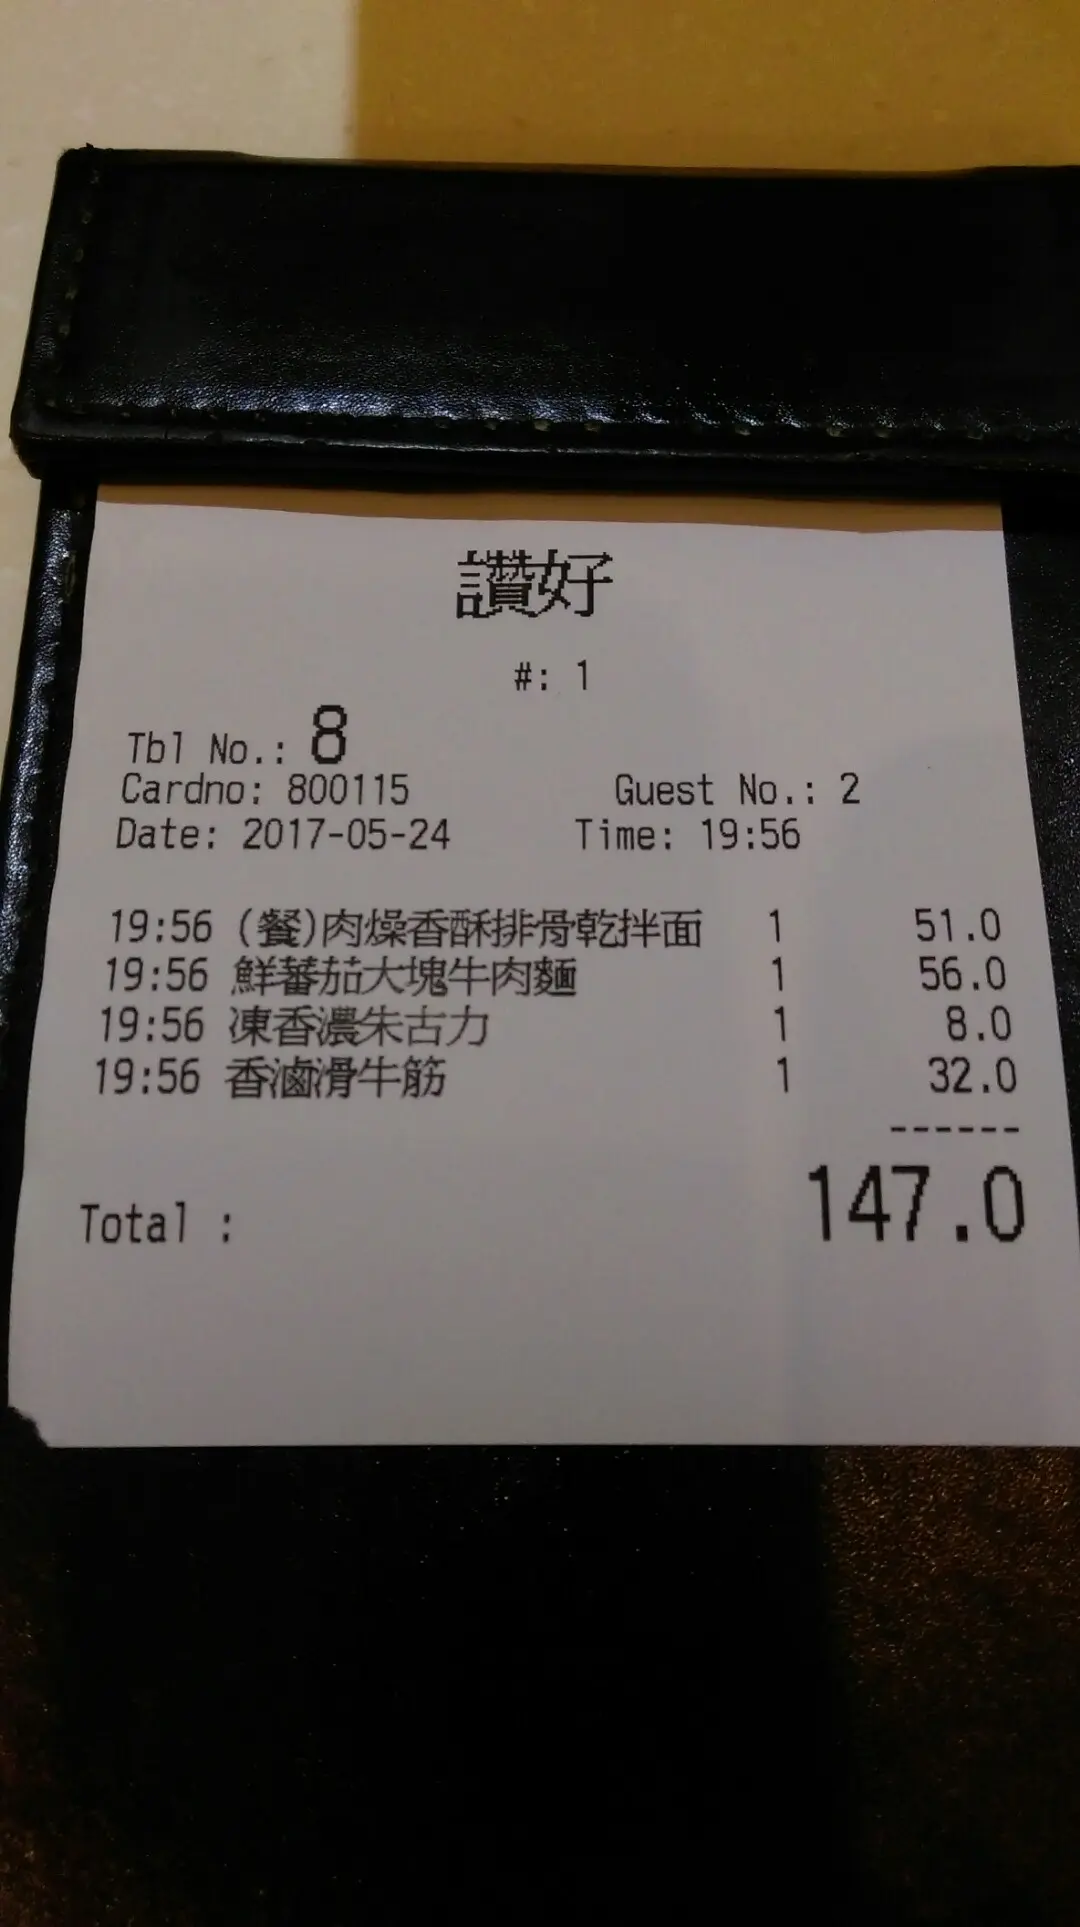 讚好
#: 1
Tbl No.: 8
Cardno: 800115 Guest No.: 2
Date: 2017-05-24 Time: 19:56
19:56 (餐)肉燥香酥排骨乾拌面 1 51.0
19:56 鮮蕃茄大塊牛肉麵 1 56.0
19:56 凍香濃朱古力 1 8.0
19:56 香滷滑牛筋 1 32.0
------
Total : 147.0